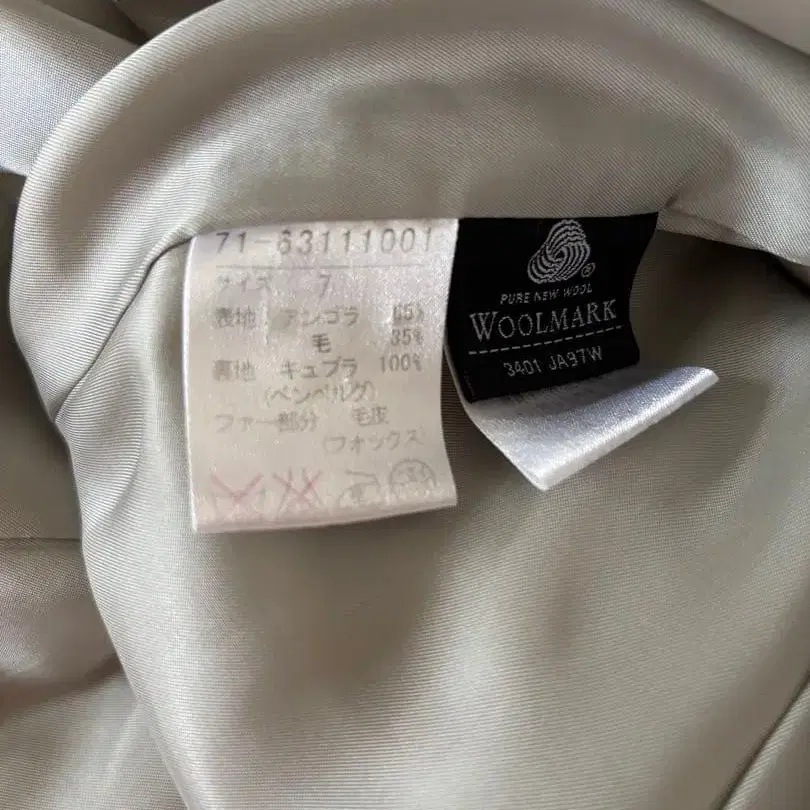 71-63111001
サイズ 7
表地 アンゴラ 65%
毛 35%
裏地 キュプラ 100%
(ベンベルグ)
ファー部分 毛皮
(フォックス)
PURE NEW WOOL
WOOLMARK
3401 JA97W